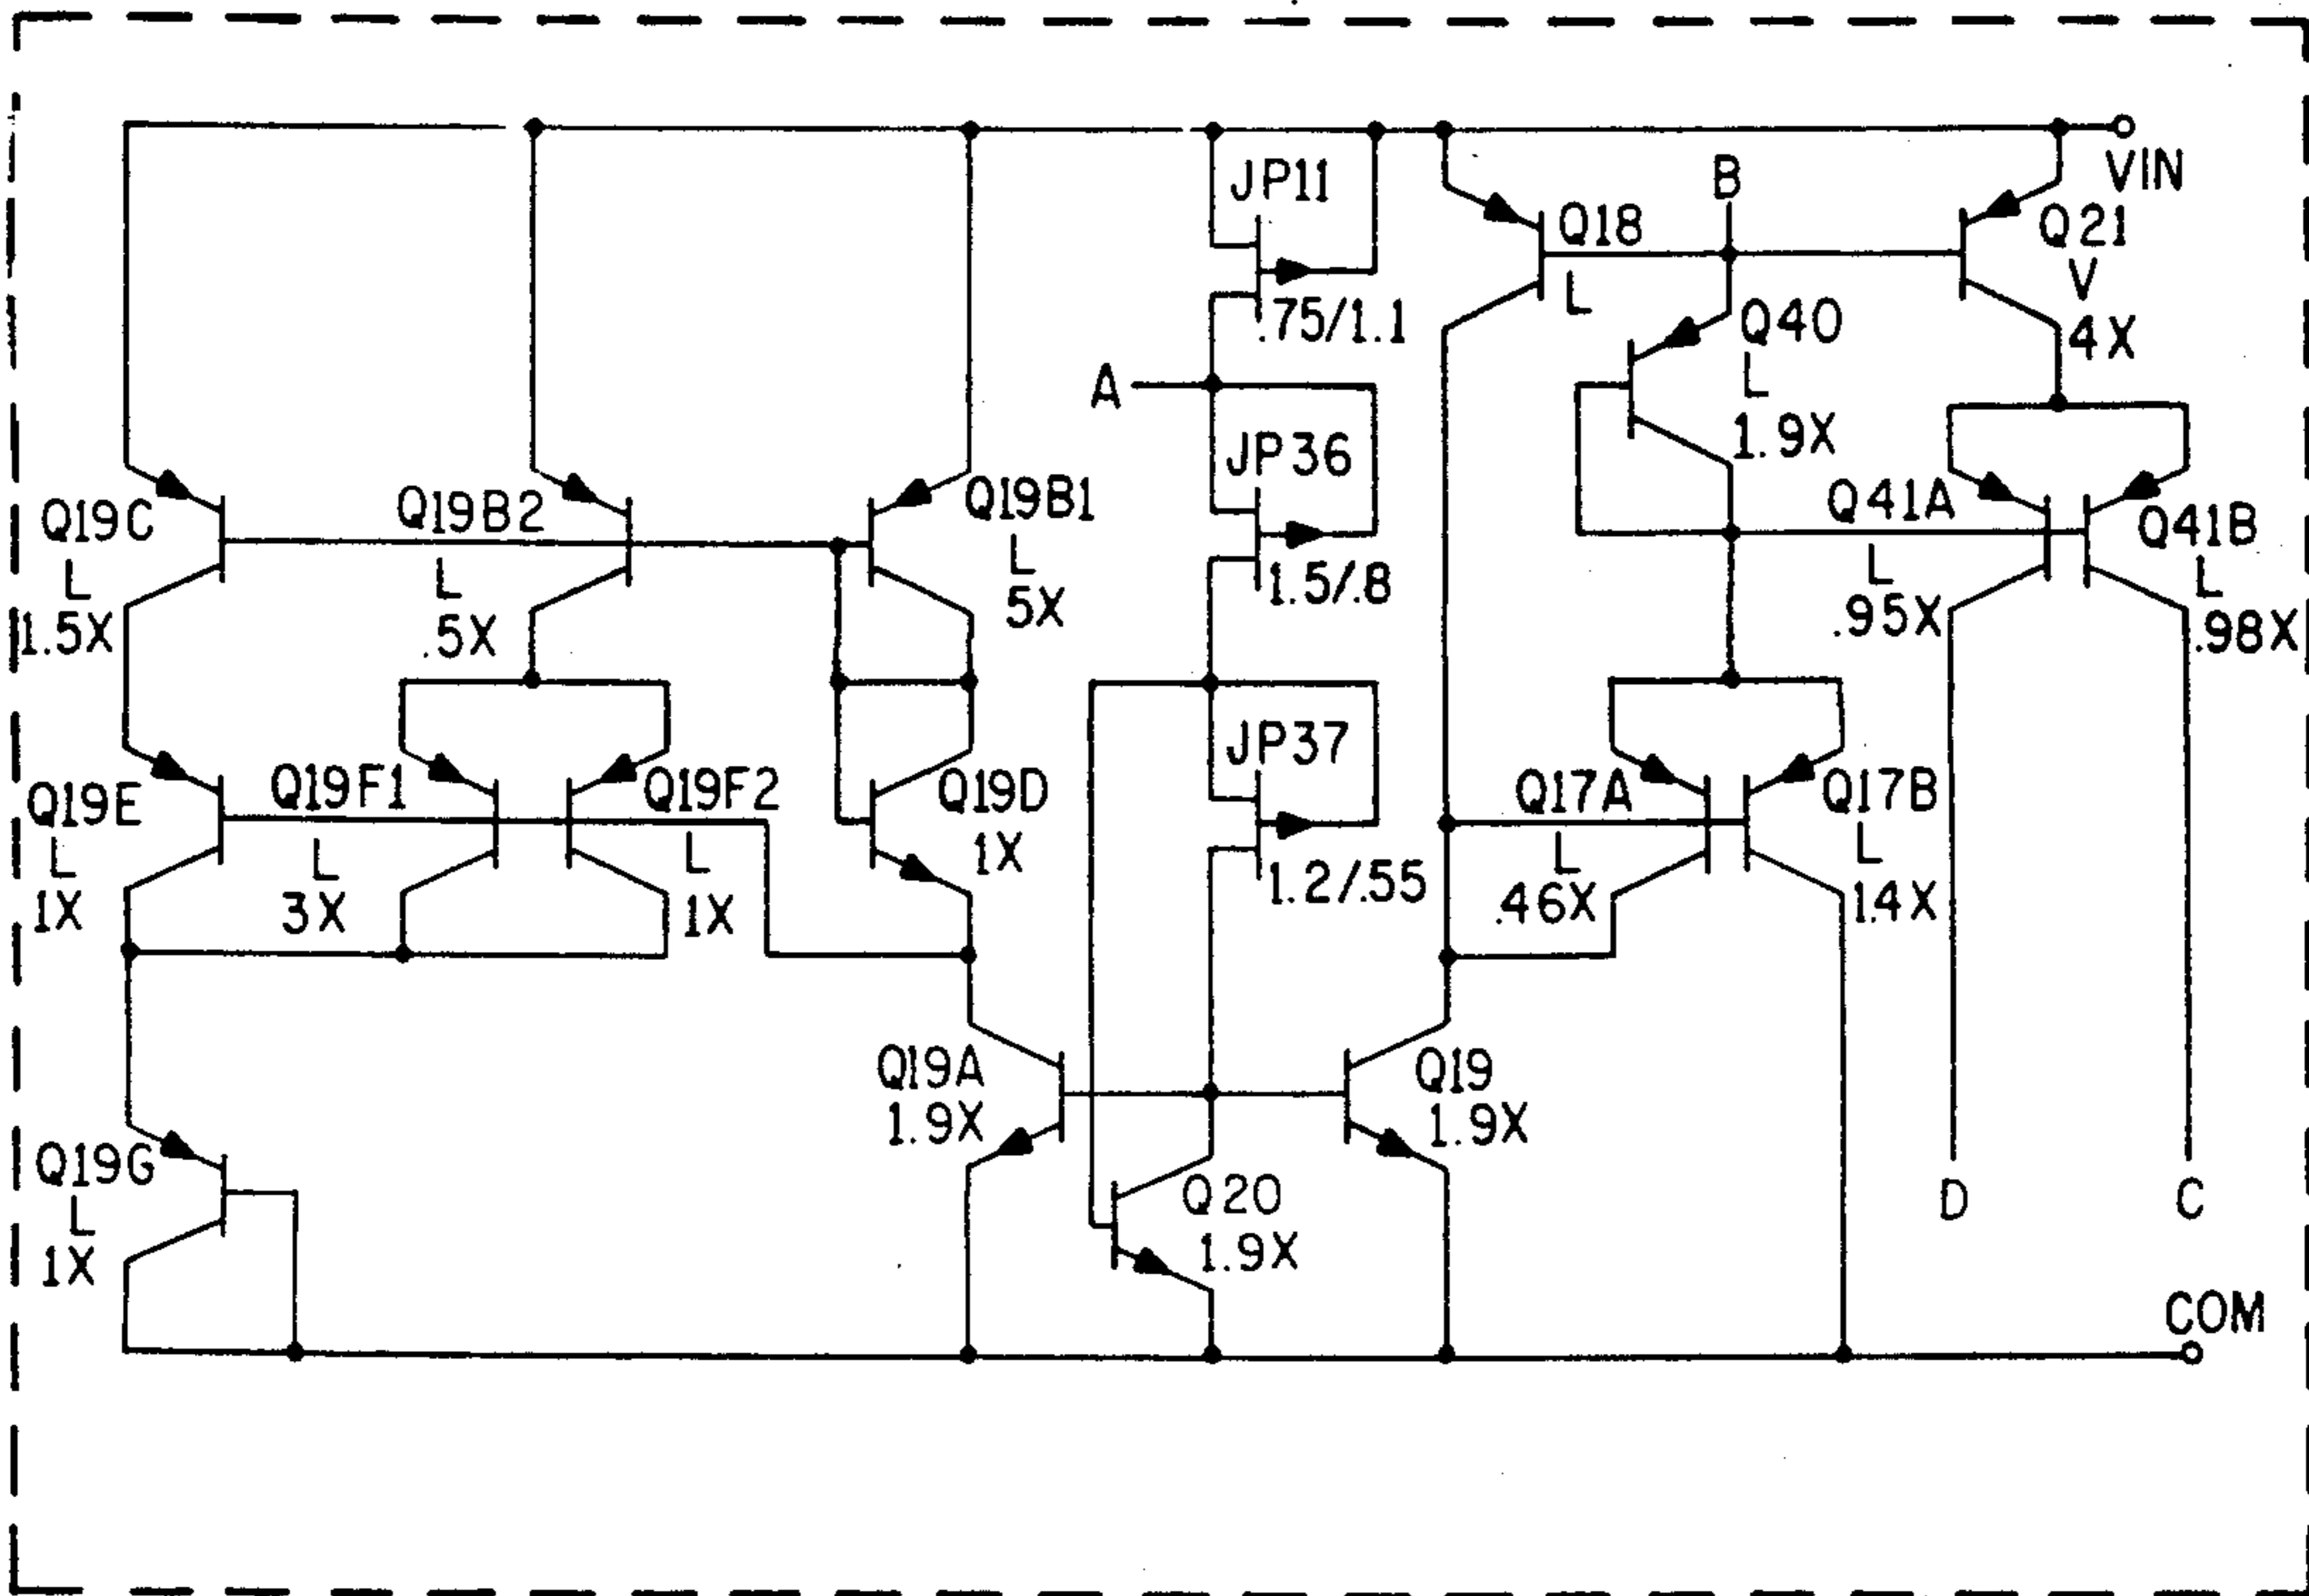 JP11
.75/1.1
B
VIN
Q18
L
Q21
V
4X
Q40
L
1.9X
A
JP36
1.5/.8
Q19C
L
1.5X
Q19B2
L
.5X
Q19B1
L
5X
Q41A
L
.95X
Q41B
L
.98X
Q19E
L
1X
Q19F1
L
3X
Q19F2
L
1X
Q19D
1X
JP37
1.2/.55
Q17A
L
.46X
Q17B
L
1.4X
Q19A
1.9X
Q19
1.9X
Q19G
L
1X
Q20
1.9X
D
C
COM